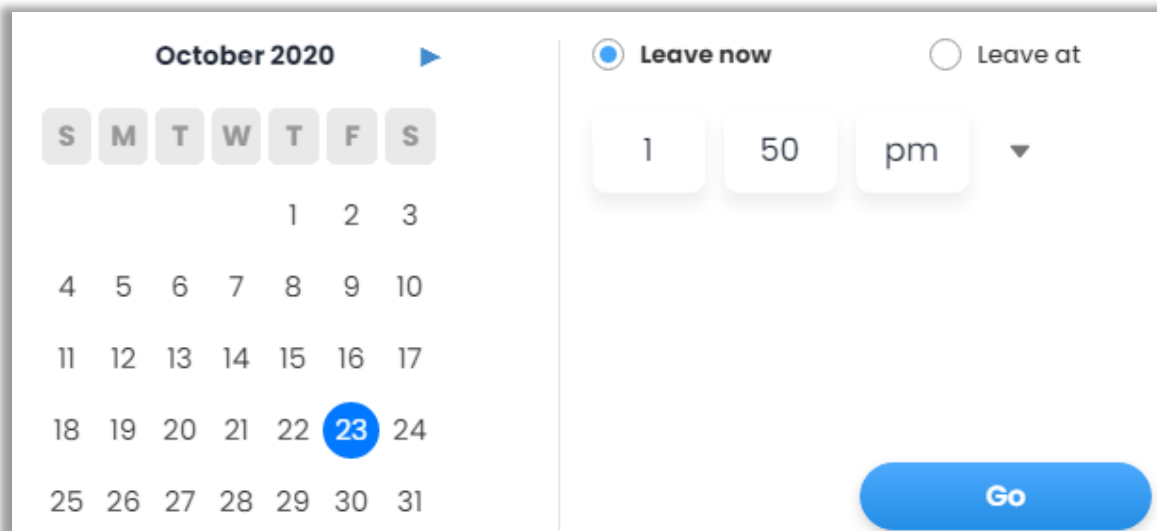 October 2020
S M T W T F S
1 2 3
4 5 6 7 8 9 10
11 12 13 14 15 16 17
18 19 20 21 22 23 24
25 26 27 28 29 30 31
Leave now Leave at
1 50 pm
Go